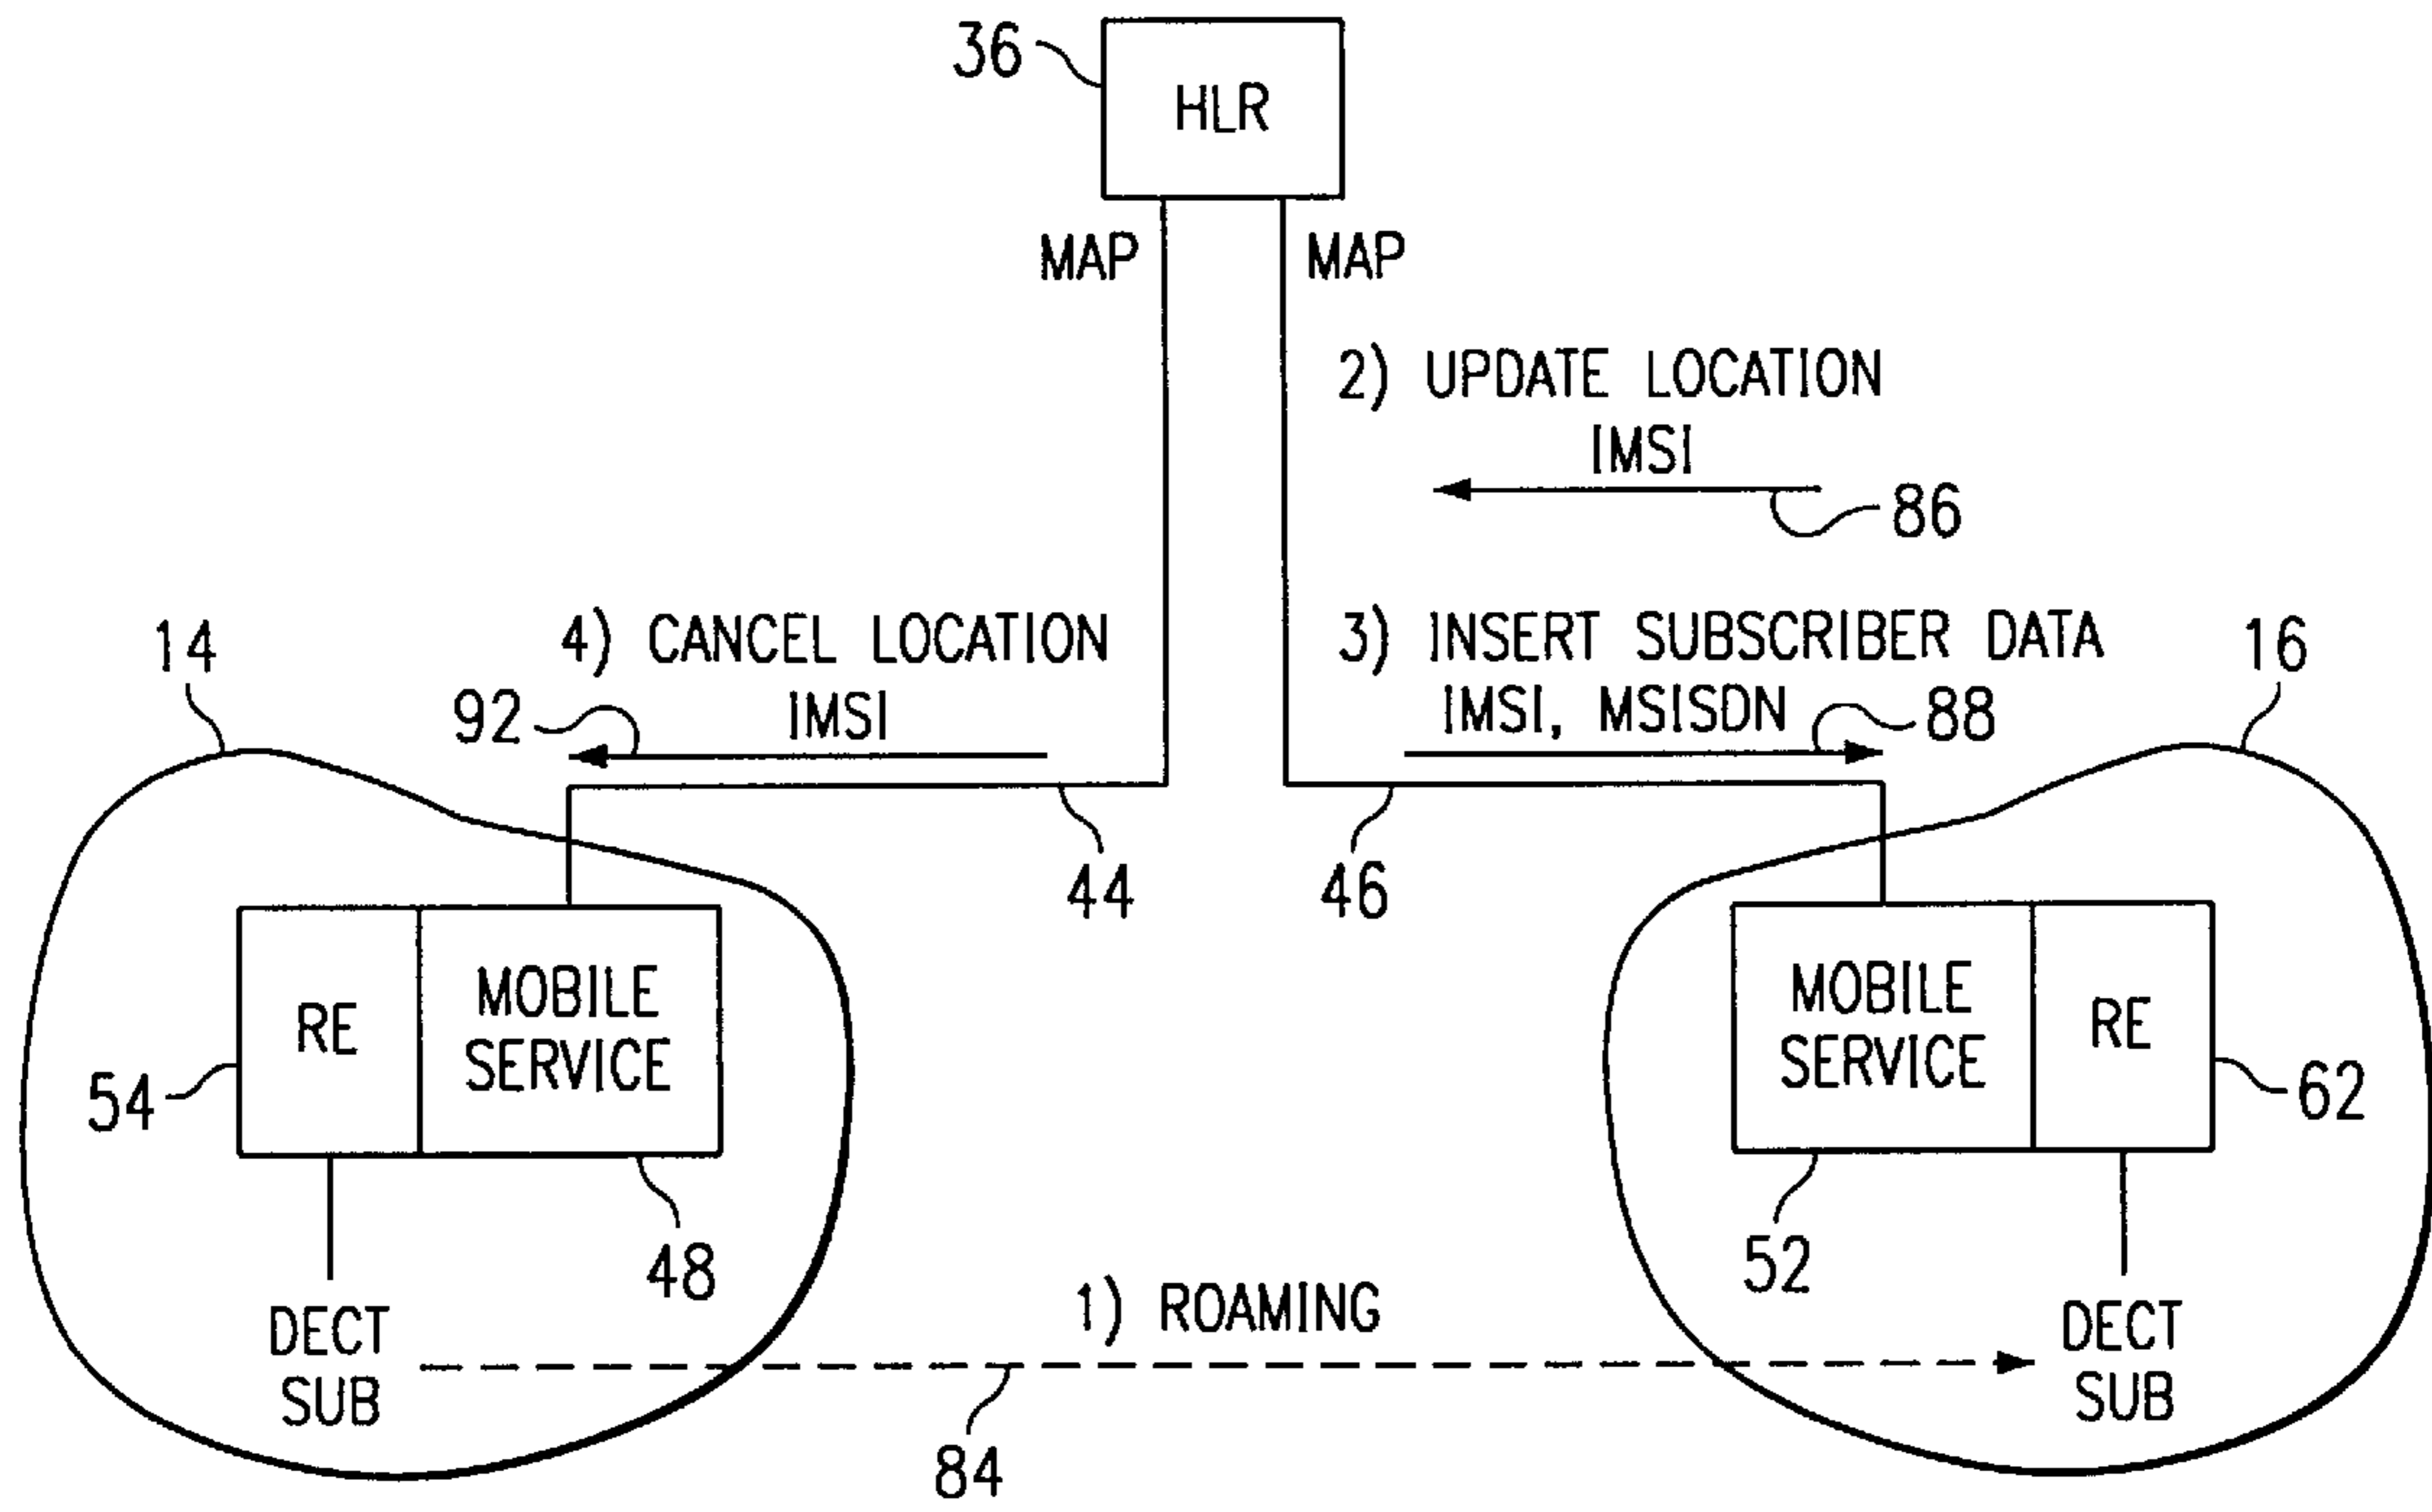 36
HLR
MAP
MAP
2) UPDATE LOCATION
IMSI
86
14
4) CANCEL LOCATION
IMSI
92
3) INSERT SUBSCRIBER DATA
IMSI, MSISDN
88
16
44
46
RE
MOBILE
SERVICE
54
48
MOBILE
SERVICE
RE
62
52
1) ROAMING
DECT
SUB
DECT
SUB
84